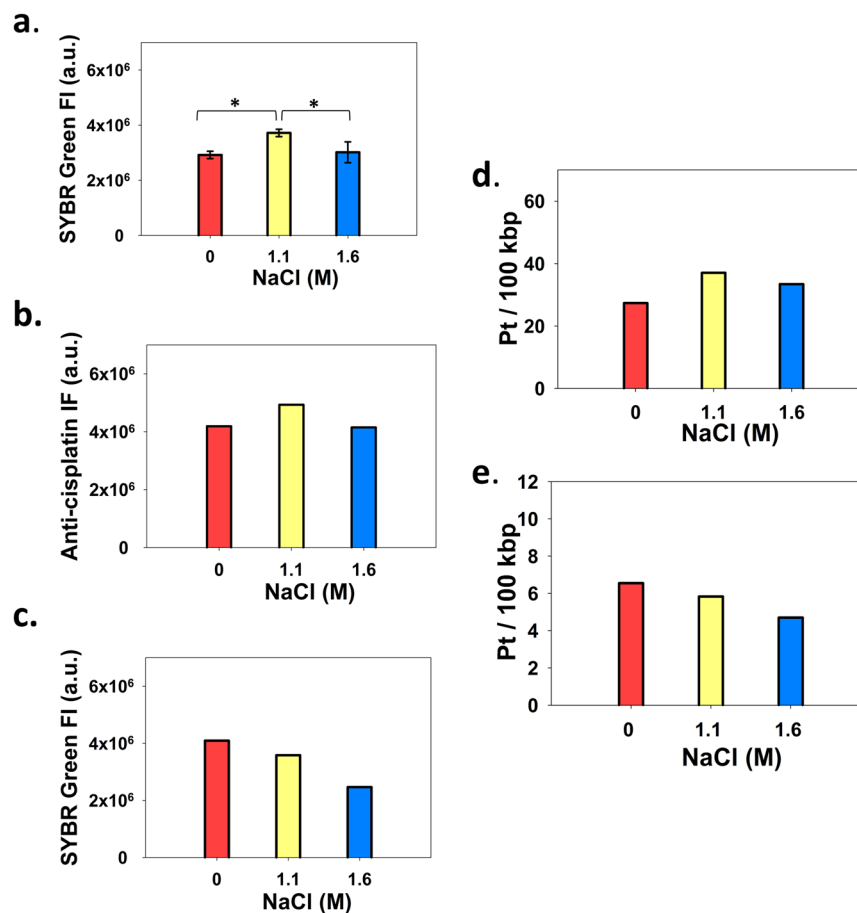 a.
SYBR Green FI (a.u.)
6x10⁶
4x10⁶
2x10⁶
0
* *
0 1.1 1.6
NaCl (M)
b.
Anti-cisplatin IF (a.u.)
6x10⁶
4x10⁶
2x10⁶
0
0 1.1 1.6
NaCl (M)
c.
SYBR Green FI (a.u.)
6x10⁶
4x10⁶
2x10⁶
0
0 1.1 1.6
NaCl (M)
d.
Pt / 100 kbp
60
40
20
0
0 1.1 1.6
NaCl (M)
e.
Pt / 100 kbp
12
10
8
6
4
2
0
0 1.1 1.6
NaCl (M)